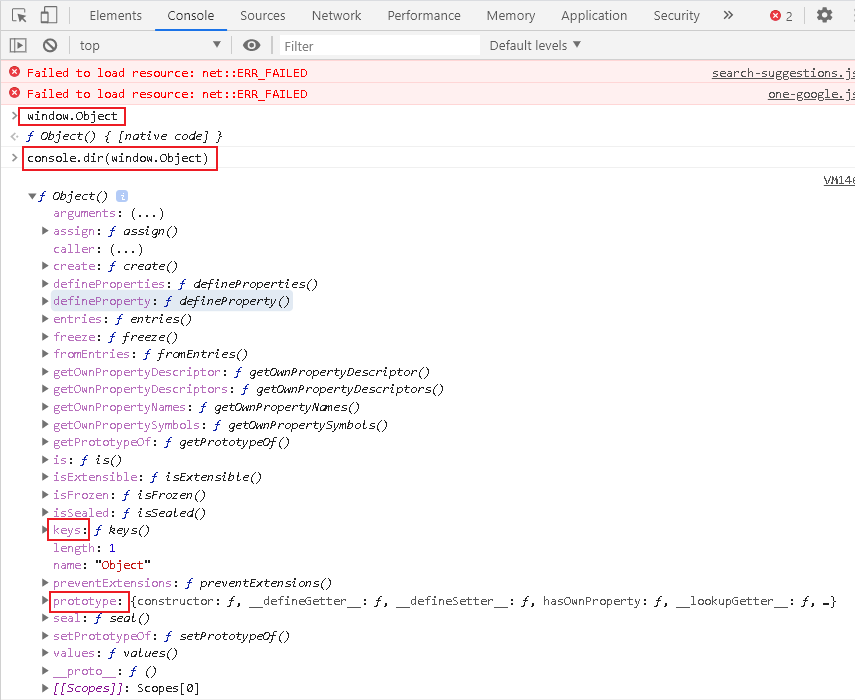 Elements Console Sources Network Performance Memory Application Security » 2
top ▼ Filter Default levels ▼
Failed to load resource: net::ERR_FAILED search-suggestions.js
Failed to load resource: net::ERR_FAILED one-google.js
> window.Object
<· ƒ Object() { [native code] }
> console.dir(window.Object)
VM146
▼ƒ Object() i
arguments: (...)
▶ assign: ƒ assign()
caller: (...)
▶ create: ƒ create()
▶ defineProperties: ƒ defineProperties()
▶ defineProperty: ƒ defineProperty()
▶ entries: ƒ entries()
▶ freeze: ƒ freeze()
▶ fromEntries: ƒ fromEntries()
▶ getOwnPropertyDescriptor: ƒ getOwnPropertyDescriptor()
▶ getOwnPropertyDescriptors: ƒ getOwnPropertyDescriptors()
▶ getOwnPropertyNames: ƒ getOwnPropertyNames()
▶ getOwnPropertySymbols: ƒ getOwnPropertySymbols()
▶ getPrototypeOf: ƒ getPrototypeOf()
▶ is: ƒ is()
▶ isExtensible: ƒ isExtensible()
▶ isFrozen: ƒ isFrozen()
▶ isSealed: ƒ isSealed()
▶ keys: ƒ keys()
length: 1
name: "Object"
▶ preventExtensions: ƒ preventExtensions()
▶ prototype: {constructor: ƒ, __defineGetter__: ƒ, __defineSetter__: ƒ, hasOwnProperty: ƒ, __lookupGetter__: ƒ, …}
▶ seal: ƒ seal()
▶ setPrototypeOf: ƒ setPrototypeOf()
▶ values: ƒ values()
▶ __proto__: ƒ ()
▶ [[Scopes]]: Scopes[0]